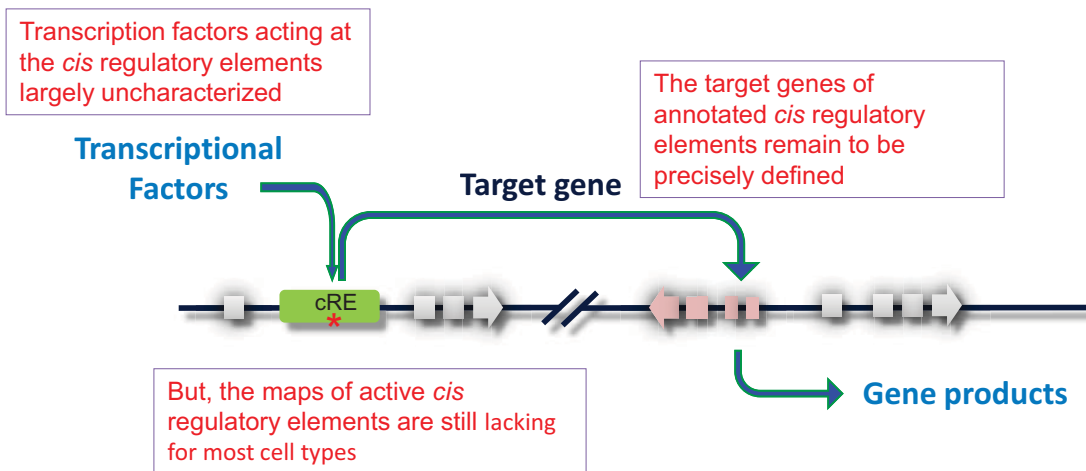 Transcription factors acting at
the cis regulatory elements
largely uncharacterized
The target genes of
annotated cis regulatory
elements remain to be
precisely defined
Transcriptional
Factors
Target gene
cRE
*
But, the maps of active cis
regulatory elements are still lacking
for most cell types
Gene products